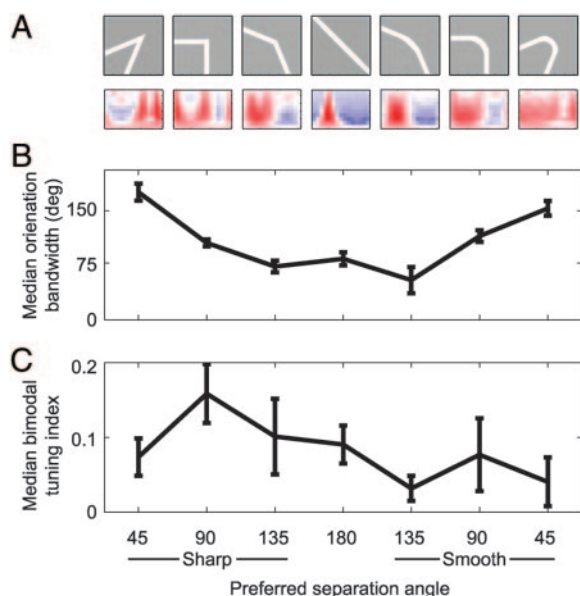 A
B
Median orienation
bandwidth (deg)
150
75
0
C
Median bimodal
tuning index
0.2
0.1
0
45 90 135 180 135 90 45
Sharp Smooth
Preferred separation angle